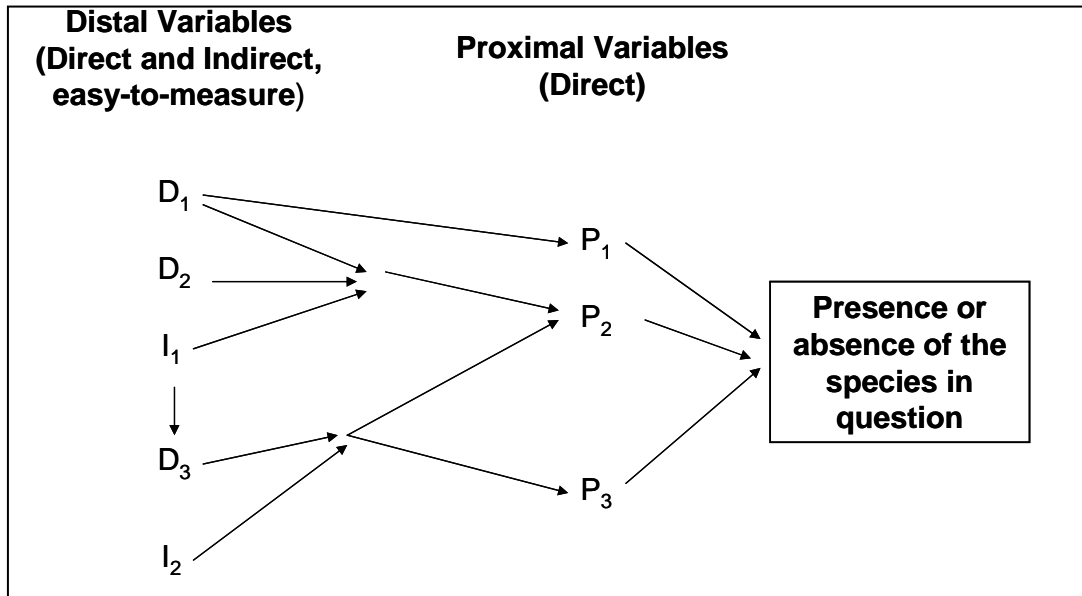 Distal Variables
(Direct and Indirect,
easy-to-measure)
Proximal Variables
(Direct)
D₁
D₂
I₁
D₃
I₂
P₁
P₂
P₃
Presence or
absence of the
species in
question